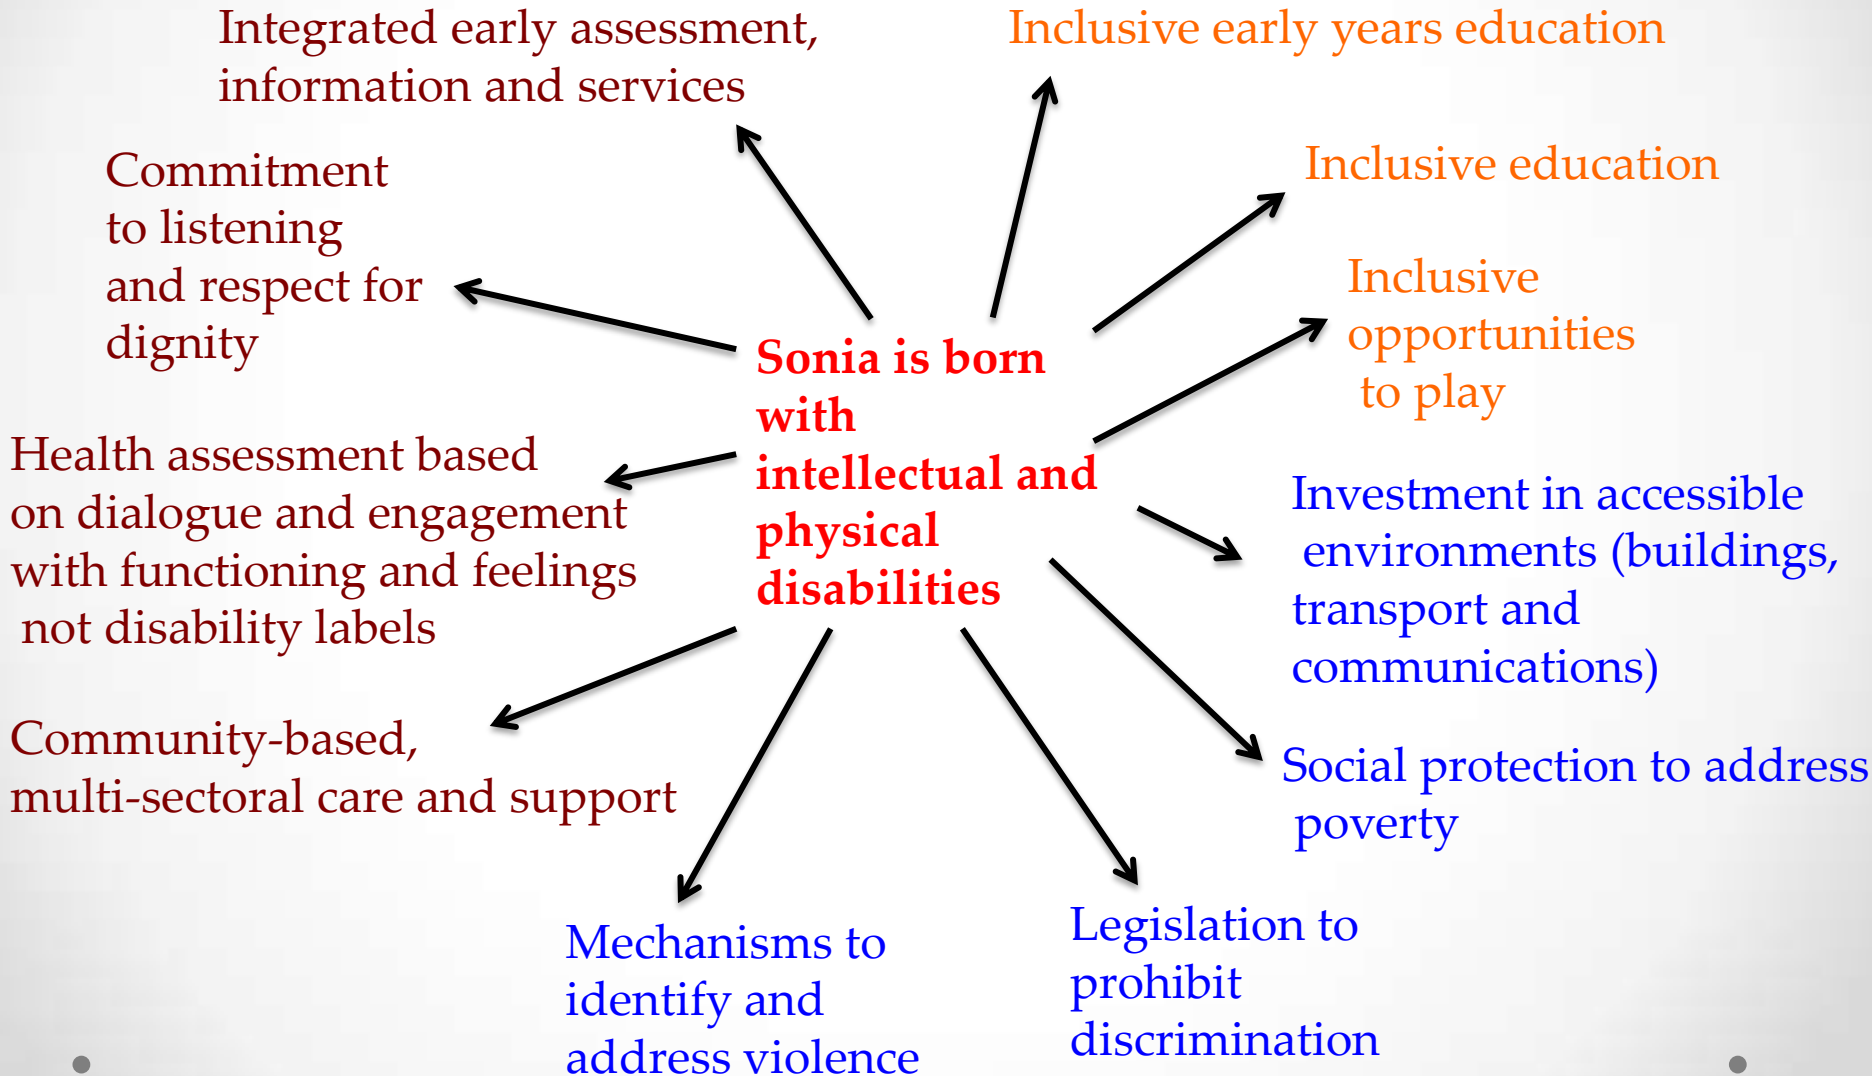 Integrated early assessment,
information and services
Inclusive early years education
Commitment
to listening
and respect for
dignity
Inclusive education
Inclusive
opportunities
to play
Sonia is born
with
intellectual and
physical
disabilities
Health assessment based
on dialogue and engagement
with functioning and feelings
not disability labels
Investment in accessible
environments (buildings,
transport and
communications)
Community-based,
multi-sectoral care and support
Social protection to address
poverty
Mechanisms to
identify and
address violence
Legislation to
prohibit
discrimination